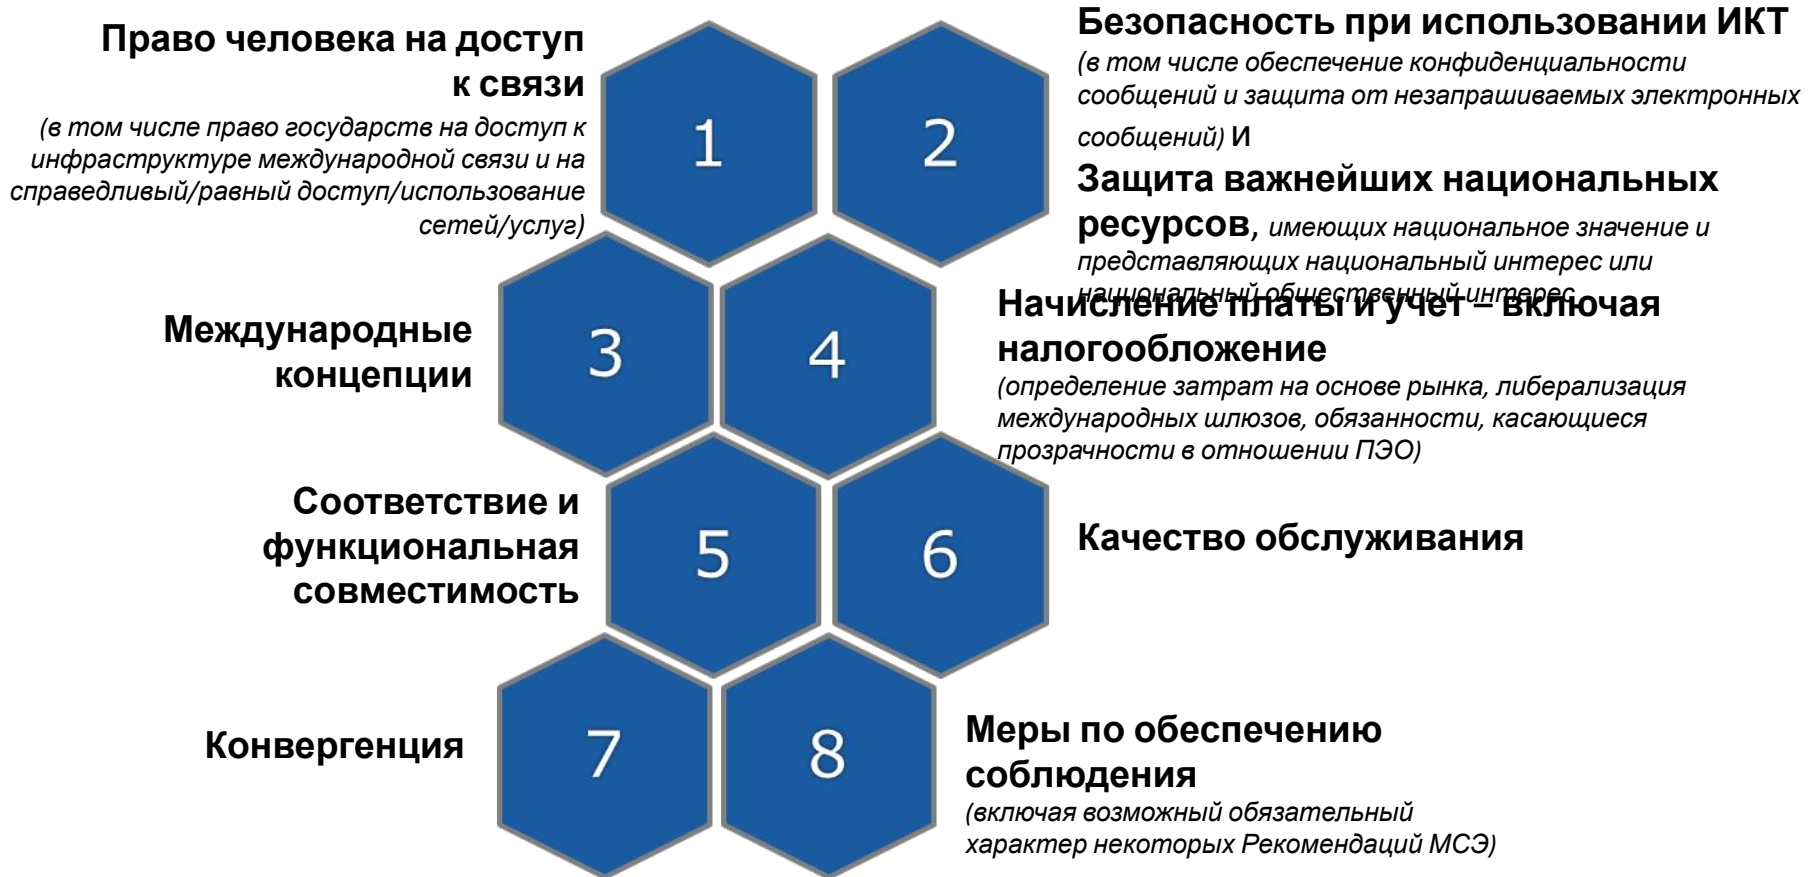 Право человека на доступ
к связи
(в том числе право государств на доступ к
инфраструктуре международной связи и на
справедливый/равный доступ/использование
сетей/услуг)
1
2
Безопасность при использовании ИКТ
(в том числе обеспечение конфиденциальности
сообщений и защита от незапрашиваемых электронных
сообщений) и
Защита важнейших национальных
ресурсов, имеющих национальное значение и
представляющих национальный интерес или
национальный общественный интерес
Международные
концепции
3
4
Начисление платы и учет – включая
налогообложение
(определение затрат на основе рынка, либерализация
международных шлюзов, обязанности, касающиеся
прозрачности в отношении ПЭО)
Соответствие и
функциональная
совместимость
5
6
Качество обслуживания
Конвергенция
7
8
Меры по обеспечению
соблюдения
(включая возможный обязательный
характер некоторых Рекомендаций МСЭ)